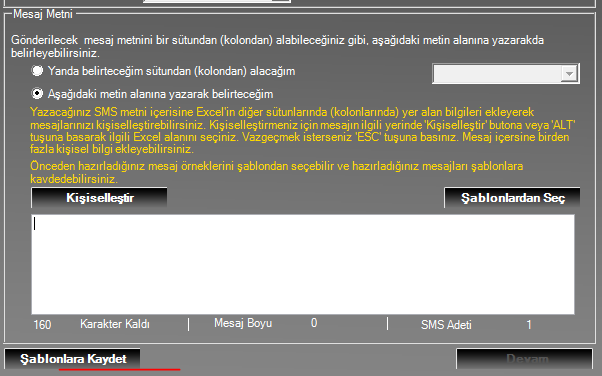 Mesaj Metni
Gönderilecek mesaj metnini bir sütundan (kolondan) alabileceğiniz gibi, aşağıdaki metin alanına yazarakda
belirleyebilirsiniz.
Yanda belirteceğim sütundan (kolondan) alacağım
Aşağıdaki metin alanına yazarak belirteceğim
Yazacağınız SMS metni içerisine Excel'in diğer sütunlarında (kolonlarında) yer alan bilgileri ekleyerek
mesajlarınızı kişiselleştirebilirsiniz. Kişiselleştirmeniz için mesajın ilgili yerinde 'Kişiselleştir' butona veya 'ALT'
tuşuna basarak ilgili Excel alanını seçiniz. Vazgeçmek isterseniz 'ESC' tuşuna basınız. Mesaj içersine birden
fazla kişisel bilgi ekleyebilirsiniz.
Önceden hazırladığınız mesaj örneklerini şablondan seçebilir ve hazırladığınız mesajları şablonlara
kavdedebilirsiniz.
Kişiselleştir Şablonlardan Seç
160 Karakter Kaldı Mesaj Boyu 0 SMS Adeti 1
Şablonlara Kaydet Devam